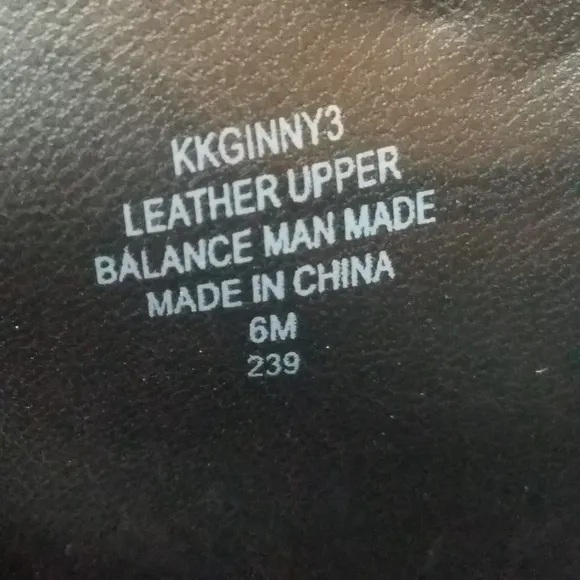 KKGINNY3
LEATHER UPPER
BALANCE MAN MADE
MADE IN CHINA
6M
239